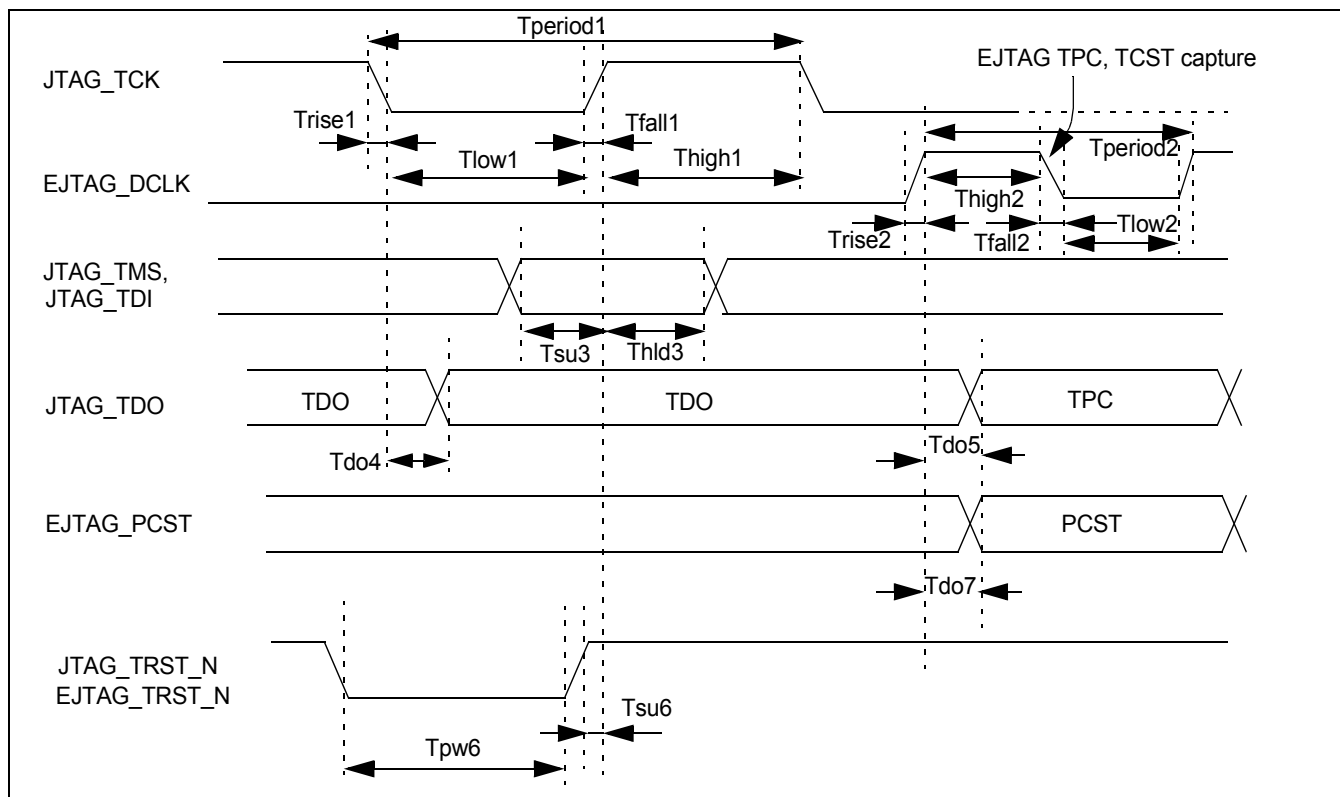 Tperiod1
EJTAG TPC, TCST capture
JTAG_TCK
Trise1
Tfall1
Tperiod2
Tlow1
Thigh1
EJTAG_DCLK
Thigh2
Trise2
Tfall2
Tlow2
JTAG_TMS,
JTAG_TDI
Tsu3
Thld3
JTAG_TDO
TDO
TDO
TPC
Tdo4
Tdo5
EJTAG_PCST
PCST
Tdo7
JTAG_TRST_N
EJTAG_TRST_N
Tsu6
Tpw6